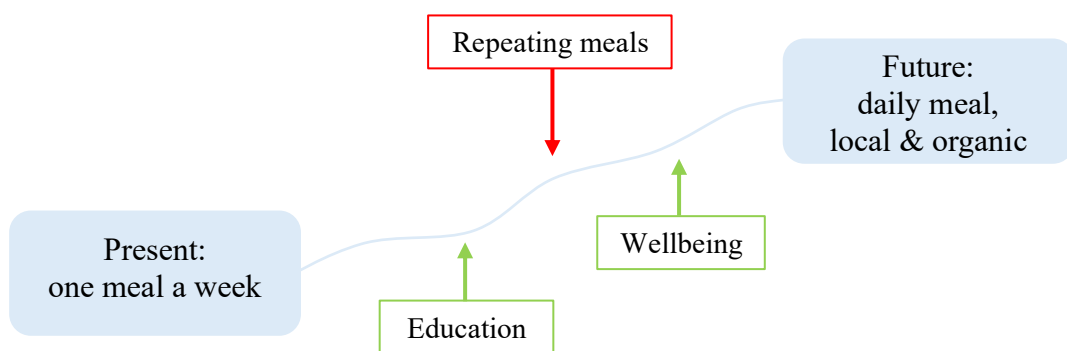 Repeating meals
Future:
daily meal,
local & organic
Present:
one meal a week
Wellbeing
Education